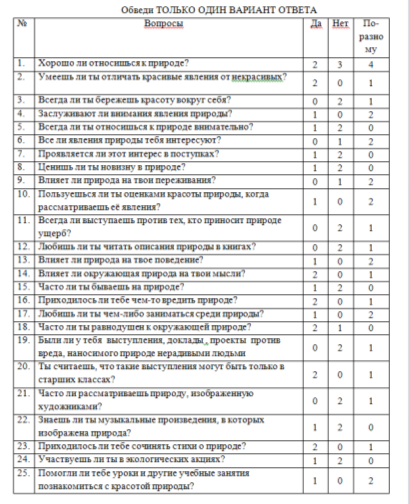 Обведи ТОЛЬКО ОДИН ВАРИАНТ ОТВЕТА
№ Вопросы Да Нет По-
разно
му
1. Хорошо ли относишься к природе? 2 3 4
2. Умеешь ли ты отличать красивые явления от некрасивых? 2 0 1
3. Всегда ли ты бережешь красоту вокруг себя? 0 2 1
4. Заслуживают ли внимания явления природы? 1 0 2
5. Всегда ли ты относишься к природе внимательно? 1 2 0
6. Все ли явления природы тебя интересуют? 0 1 2
7. Проявляется ли этот интерес в поступках? 1 2 0
8. Ценишь ли ты новизну в природе? 1 2 0
9. Влияет ли природа на твои переживания? 0 1 2
10. Пользуешься ли ты оценками красоты природы, когда
рассматриваешь её явления? 1 0 2
11. Всегда ли выступаешь против тех, кто приносит природе
ущерб? 0 2 1
12. Любишь ли ты читать описания природы в книгах? 0 2 1
13. Влияет ли природа на твое поведение? 1 0 2
14. Влияет ли окружающая природа на твои мысли? 2 0 1
15. Часто ли ты бываешь на природе? 1 2 0
16. Приходилось ли тебе чем-то вредить природе? 2 0 1
17. Любишь ли ты чем-либо заниматься среди природы? 1 0 2
18. Часто ли ты равнодушен к окружающей природе? 2 1 0
19. Были ли у тебя выступления, доклады, проекты против
вреда, наносимого природе нерадивыми людьми 0 2 1
20. Ты считаешь, что такие выступления могут быть только в
старших классах? 2 0 1
21. Часто ли рассматриваешь природу, изображенную
художниками? 0 2 1
22. Знаешь ли ты музыкальные произведения, в которых
изображена природа? 1 2 0
23. Приходилось ли тебе сочинять стихи о природе? 2 0 1
24. Участвуешь ли ты в экологических акциях? 1 2 0
25. Помогли ли тебе уроки и другие учебные занятия
познакомиться с красотой природы? 1 0 2